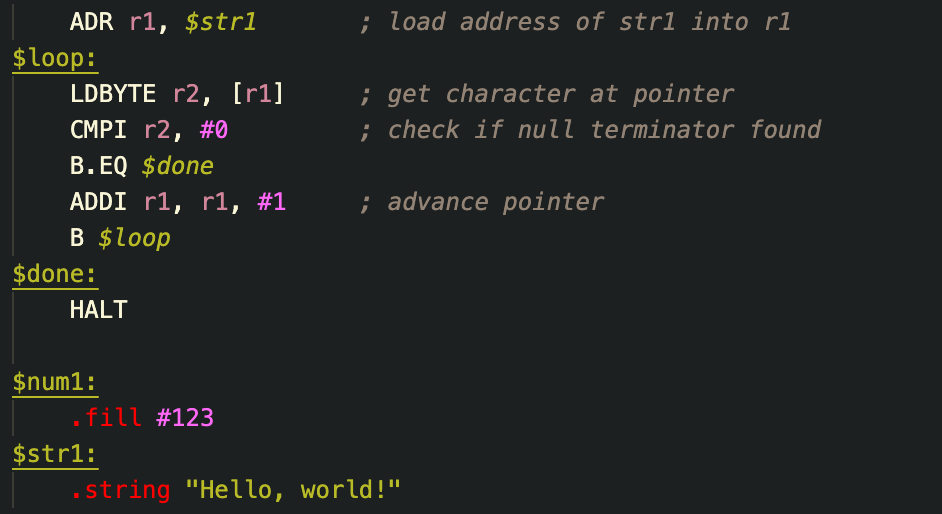 ADR r1, $str1 ; load address of str1 into r1
$loop:
LDBYTE r2, [r1] ; get character at pointer
CMPI r2, #0 ; check if null terminator found
B.EQ $done
ADDI r1, r1, #1 ; advance pointer
B $loop
$done:
HALT
$num1:
.fill #123
$str1:
.string "Hello, world!"